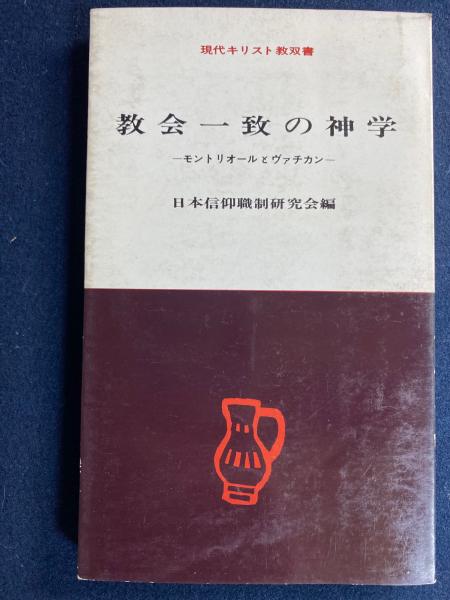 現代キリスト教双書
教会一致の神学
—モントリオールとヴァチカン—
日本信仰職制研究会編